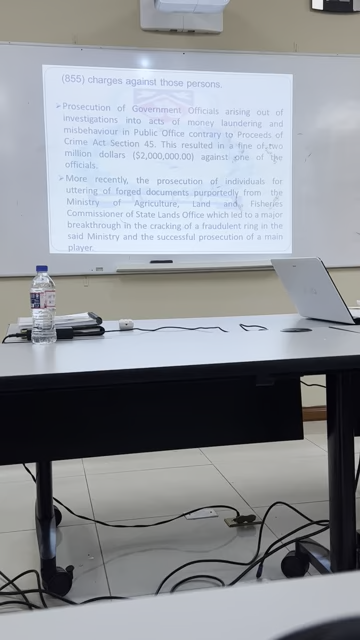 (855) charges against those persons.
➢Prosecution of Government Officials arising out of
investigations into acts of money laundering and
misbehaviour in Public Office contrary to Proceeds of
Crime Act Section 45. This resulted in a fine of two
million dollars ($2,000,000.00) against one of the
officials.
➢More recently, the prosecution of individuals for
uttering of forged documents purportedly from the
Ministry of Agriculture, Land and Fisheries
Commissioner of State Lands Office which led to a major
breakthrough in the cracking of a fraudulent ring in the
said Ministry and the successful prosecution of a main
player.